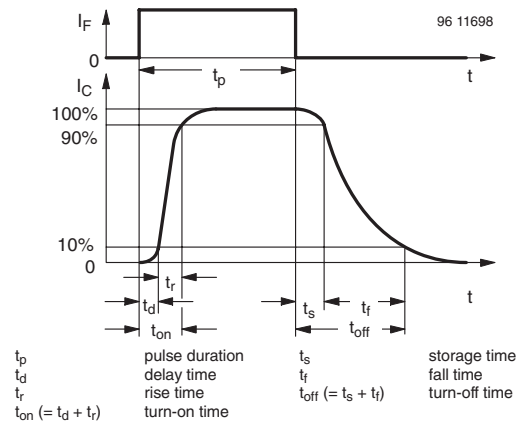 I_F
96 11698
0
t_p
t
I_C
100%
90%
10%
0
t_r
t_d
t_on
t_s
t_f
t_off
t
t_p pulse duration t_s storage time
t_d delay time t_f fall time
t_r rise time t_off (= t_s + t_f) turn-off time
t_on (= t_d + t_r) turn-on time